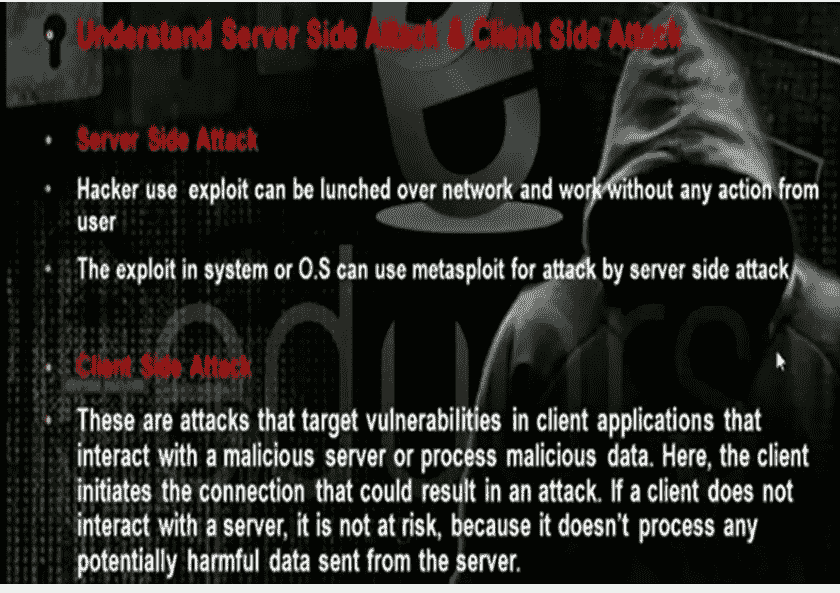 Understand Server Side Attack & Client Side Attack
Server Side Attack
Hacker use exploit can be lunched over network and work without any action from
user
The exploit in system or O.S can use metasploit for attack by server side attack
Client Side Attack
These are attacks that target vulnerabilities in client applications that
interact with a malicious server or process malicious data. Here, the client
initiates the connection that could result in an attack. If a client does not
interact with a server, it is not at risk, because it doesn't process any
potentially harmful data sent from the server.